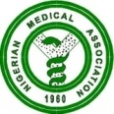 NIGERIAN MEDICAL ASSOCIATION
1960